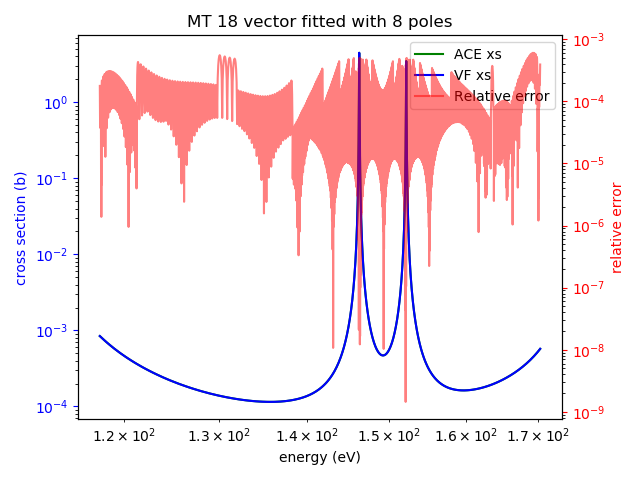 MT 18 vector fitted with 8 poles
ACE xs
VF xs
Relative error
cross section (b)
10⁰
10⁻¹
10⁻²
10⁻³
10⁻⁴
relative error
10⁻³
10⁻⁴
10⁻⁵
10⁻⁶
10⁻⁷
10⁻⁸
10⁻⁹
1.2 × 10² 1.3 × 10² 1.4 × 10² 1.5 × 10² 1.6 × 10² 1.7 × 10²
energy (eV)